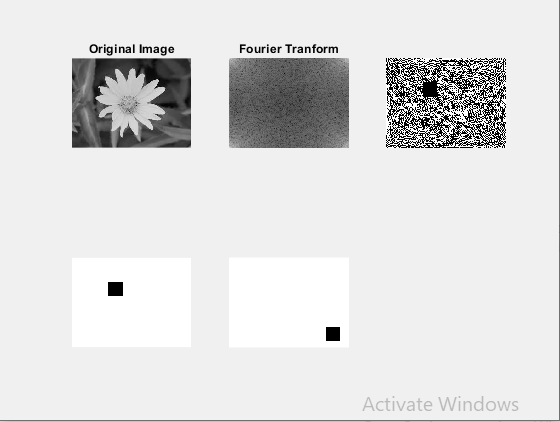 Original Image
Fourier Tranform
Activate Windows